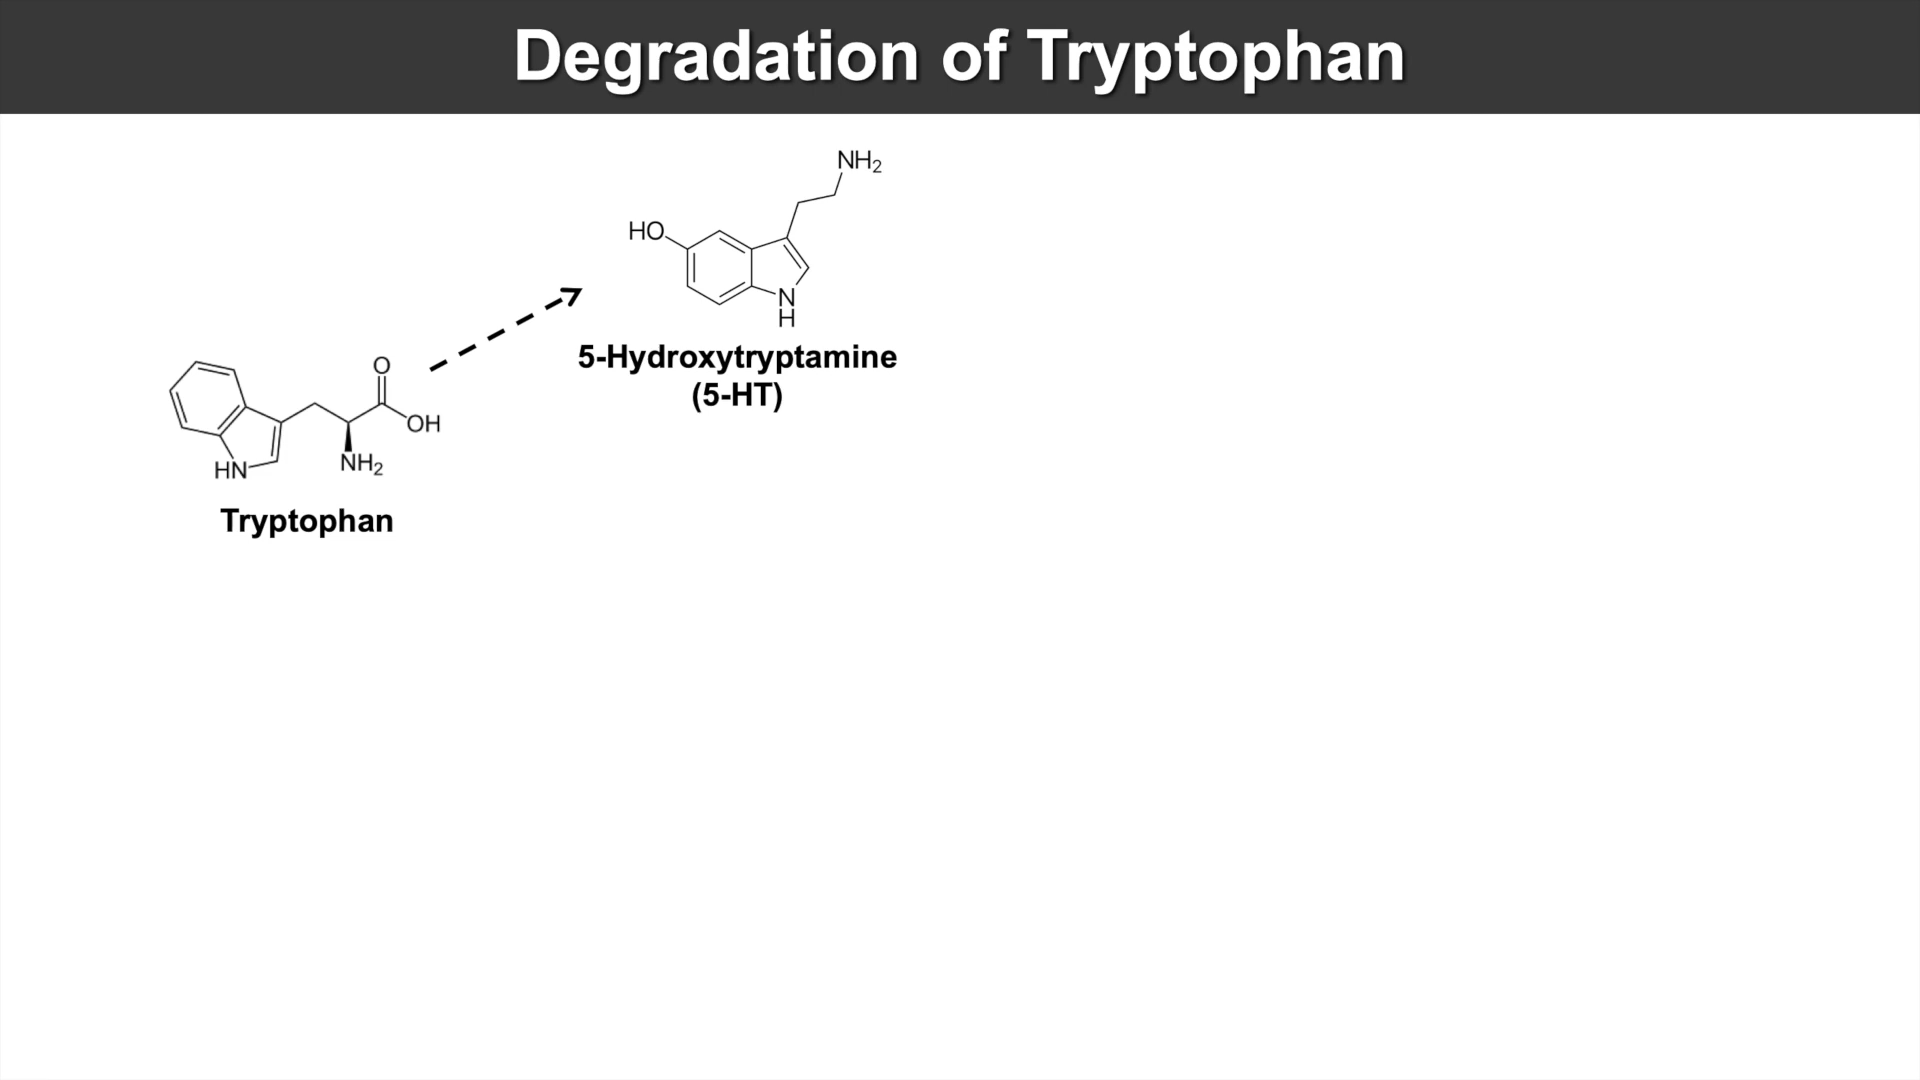 Degradation of Tryptophan
NH₂
HO
N
H
5-Hydroxytryptamine
(5-HT)
O
OH
NH₂
HN
Tryptophan